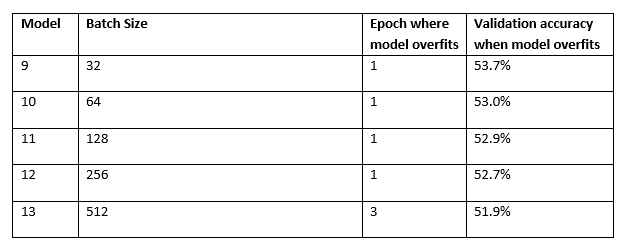 Model Batch Size Epoch where Validation accuracy
model overfits when model overfits
9 32 1 53.7%
10 64 1 53.0%
11 128 1 52.9%
12 256 1 52.7%
13 512 3 51.9%